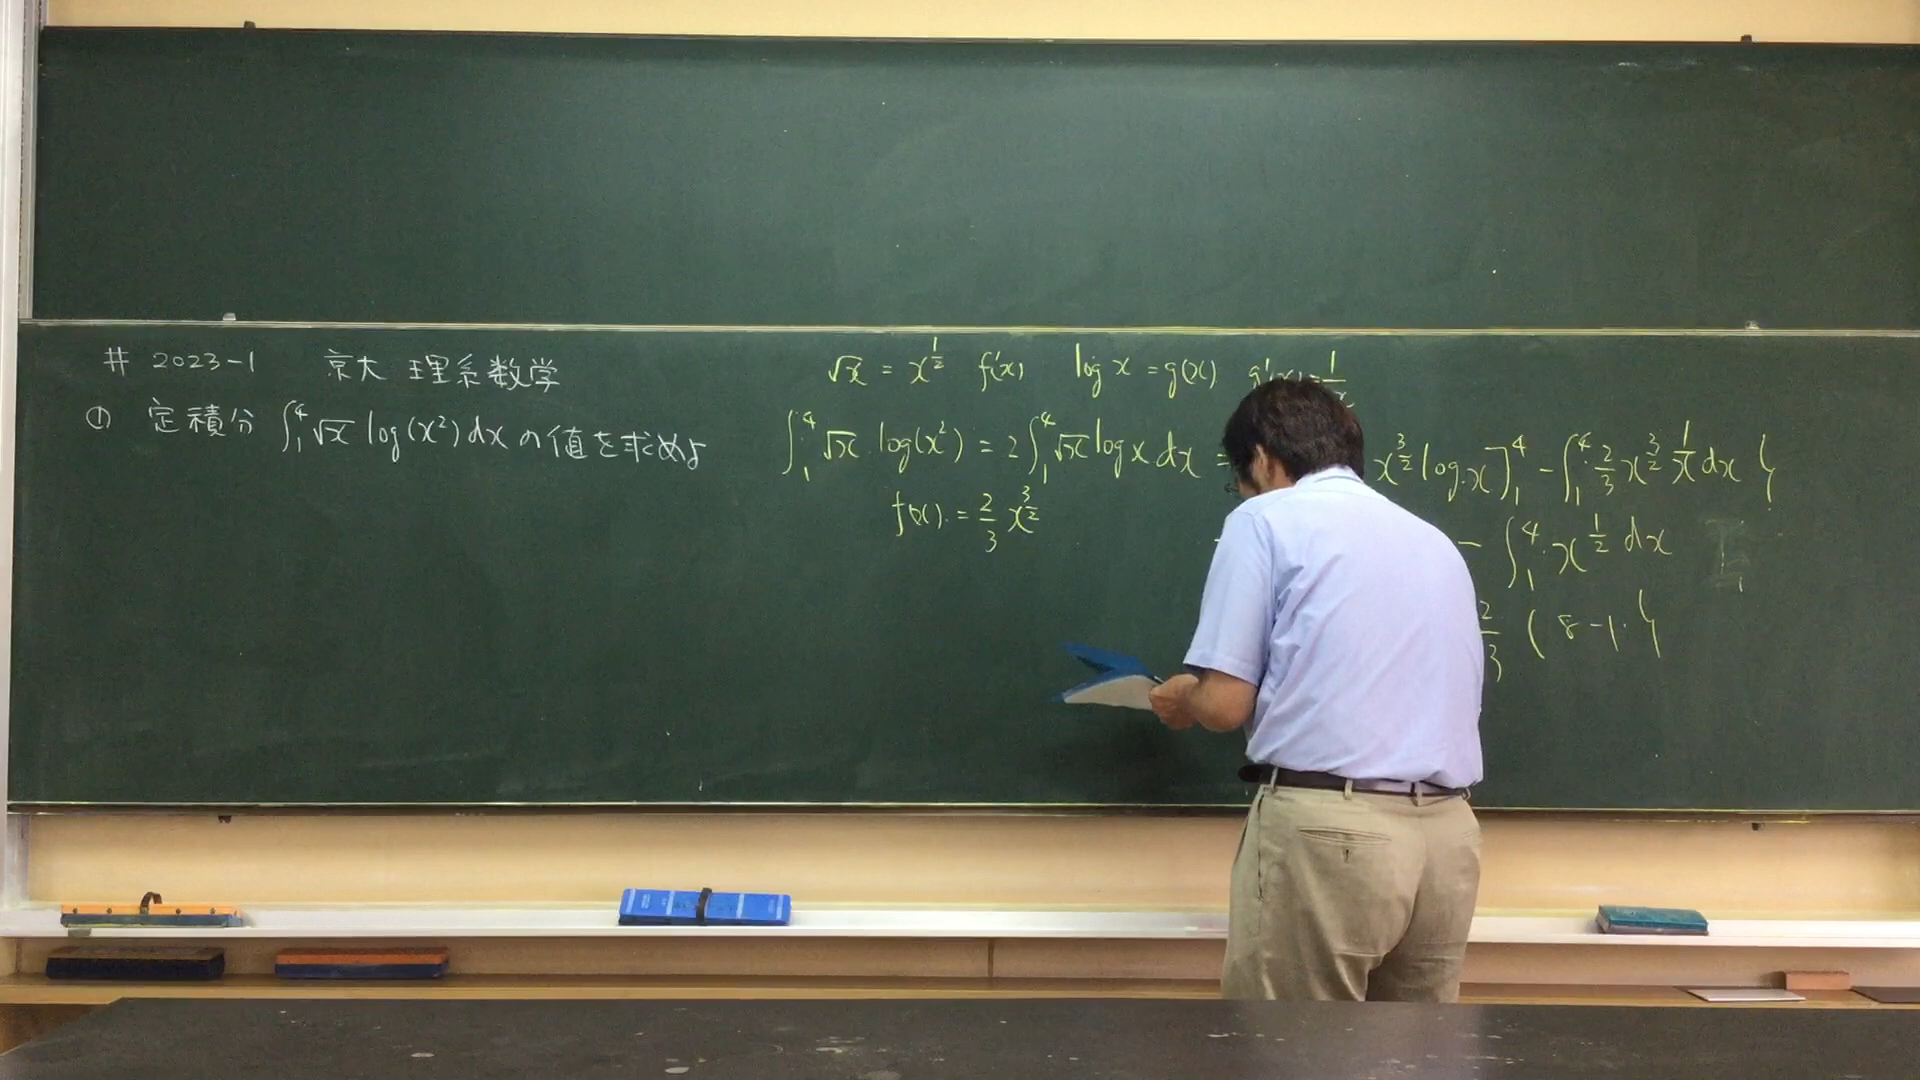 # 2023-1 京大 理系数学
① 定積分 ∫₁⁴ √x log(x²) dx の値を求めよ
√x = x^{1/2} f'(x) log x = g(x) g'(x) = 1/x
∫₁⁴ √x log(x²) = 2∫₁⁴ √x log x dx = x^{3/2} log x]₁⁴ - ∫₁⁴ 2/3 x^{3/2} 1/x dx }
f(x) = 2/3 x^{3/2}
- ∫₁⁴ x^{1/2} dx
2/3 ( 8-1 }